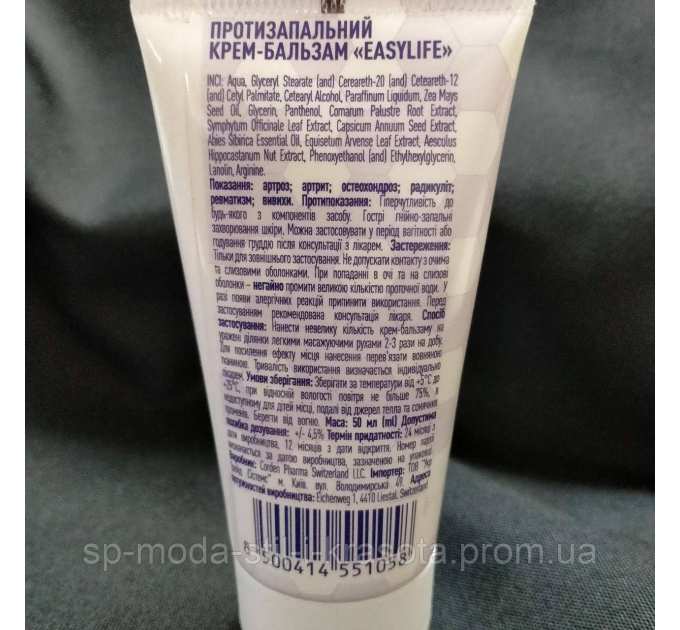 ПРОТИЗАПАЛЬНИЙ
КРЕМ-БАЛЬЗАМ «EASYLIFE»
INCI: Aqua, Glyceryl Stearate (and) Cereareth-20 (and) Ceteareth-12
(and) Cetyl Palmitate, Cetearyl Alcohol, Paraffinum Liquidum, Zea Mays
Seed Oil, Glycerin, Panthenol, Comarum Palustre Root Extract,
Symphytum Officinale Leaf Extract, Capsicum Annuum Seed Extract,
Abies Sibirica Essential Oil, Equisetum Arvense Leaf Extract, Aesculus
Hippocastanum Nut Extract, Phenoxyethanol (and) Ethylhexylglycerin,
Lanolin, Arginine.
Показання: артроз; артрит; остеохондроз; радикуліт;
ревматизм; вивихи. Протипоказання: Гіперчутливість до
будь-якого з компонентів засобу. Гострі гнійно-запальні
захворювання шкіри. Можна застосовувати у період вагітності або
годування груддю після консультації з лікарем. Застереження:
Тільки для зовнішнього застосування. Не допускати контакту з очима
та слизовими оболонками. При попаданні в очі та на слизові
оболонки – негайно промити великою кількістю проточної води. У
разі появи алергічних реакцій припинити використання. Перед
застосуванням рекомендована консультація лікаря. Спосіб
застосування: Нанести невелику кількість крем-бальзаму на
уражені ділянки легкими масажуючими рухами 2-3 рази на добу.
Для посилення ефекту місця нанесення перев'язати вовняною
тканиною. Тривалість використання визначається індивідуально
лікарем. Умови зберігання: Зберігати за температури від +5°С до
+25°С, при відносній вологості повітря не більше 75%, в
недоступному для дітей місці, подалі від джерел тепла та сонячних
променів. Берегти від вогню. Маса: 50 мл (ml) Допустима
похибка дозування: +/- 4,5% Термін придатності: 24 місяці з
дати виробництва, 12 місяців з дати відкриття. Номер партії
визначається за датою виробництва, зазначеною на упаковці.
Виробник: Corden Pharma Switzerland LLC. Імпортер: ТОВ "Укр
Системс" м. Київ, вул. Володимирська Адреса
потужностей виробництва: Eichenweg 1, 4410 Liestal, Switzerland
500414 551058
sp-moda-stil-i-krasota.prom.ua